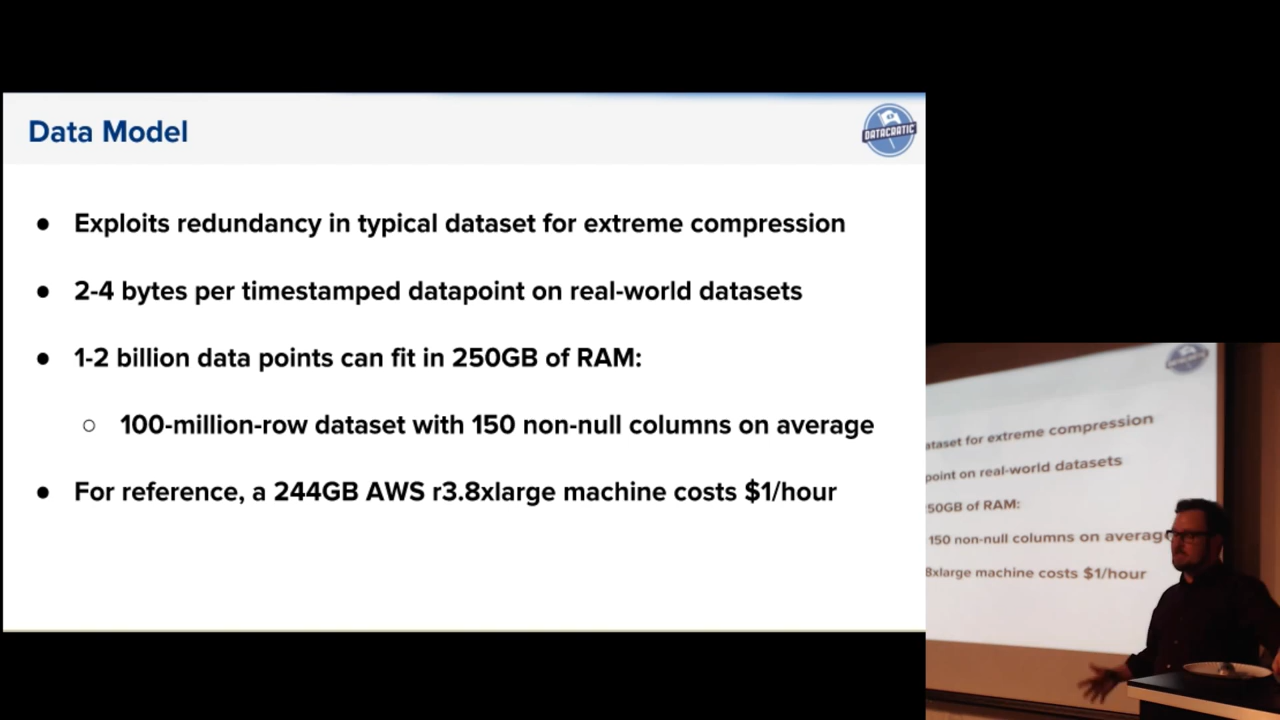 Data Model
DATACRATIC
● Exploits redundancy in typical dataset for extreme compression
● 2-4 bytes per timestamped datapoint on real-world datasets
● 1-2 billion data points can fit in 250GB of RAM:
○ 100-million-row dataset with 150 non-null columns on average
● For reference, a 244GB AWS r3.8xlarge machine costs $1/hour
ataset for extreme compression
point on real-world datasets
50GB of RAM:
150 non-null columns on averag
8xlarge machine costs $1/hour